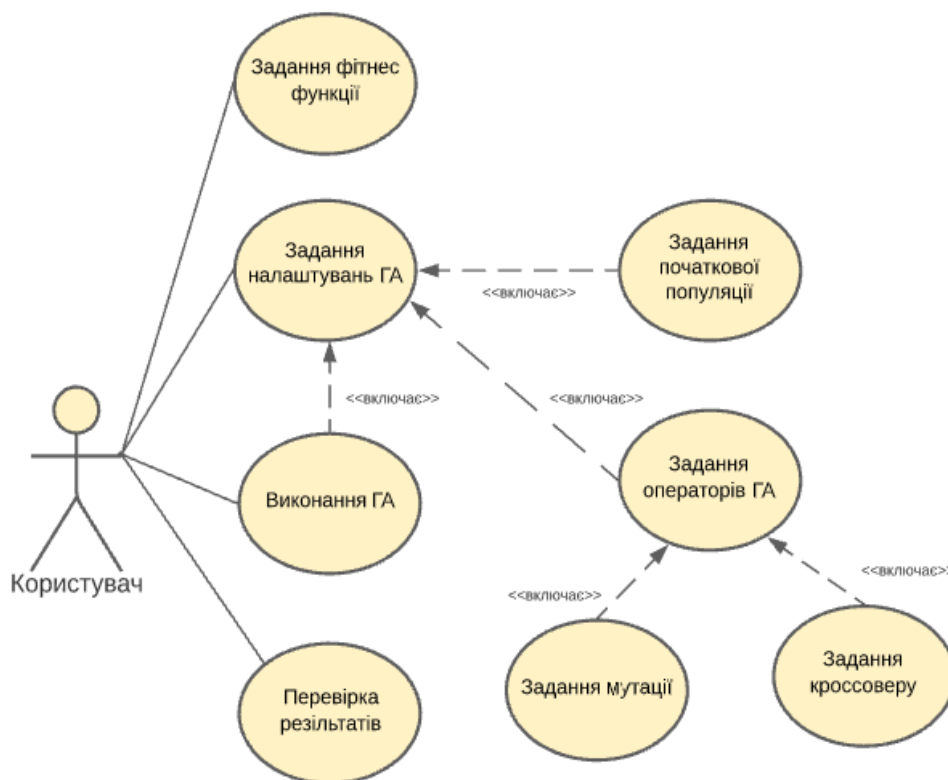 Задання фітнес
функції
Задання
налаштувань ГА
<<включає>>
Задання
початкової
популяції
<<включає>>
<<включає>>
Виконання ГА
Задання
операторів ГА
Користувач
<<включає>>
<<включає>>
Перевірка
резільтатів
Задання мутації
Задання
кроссоверу